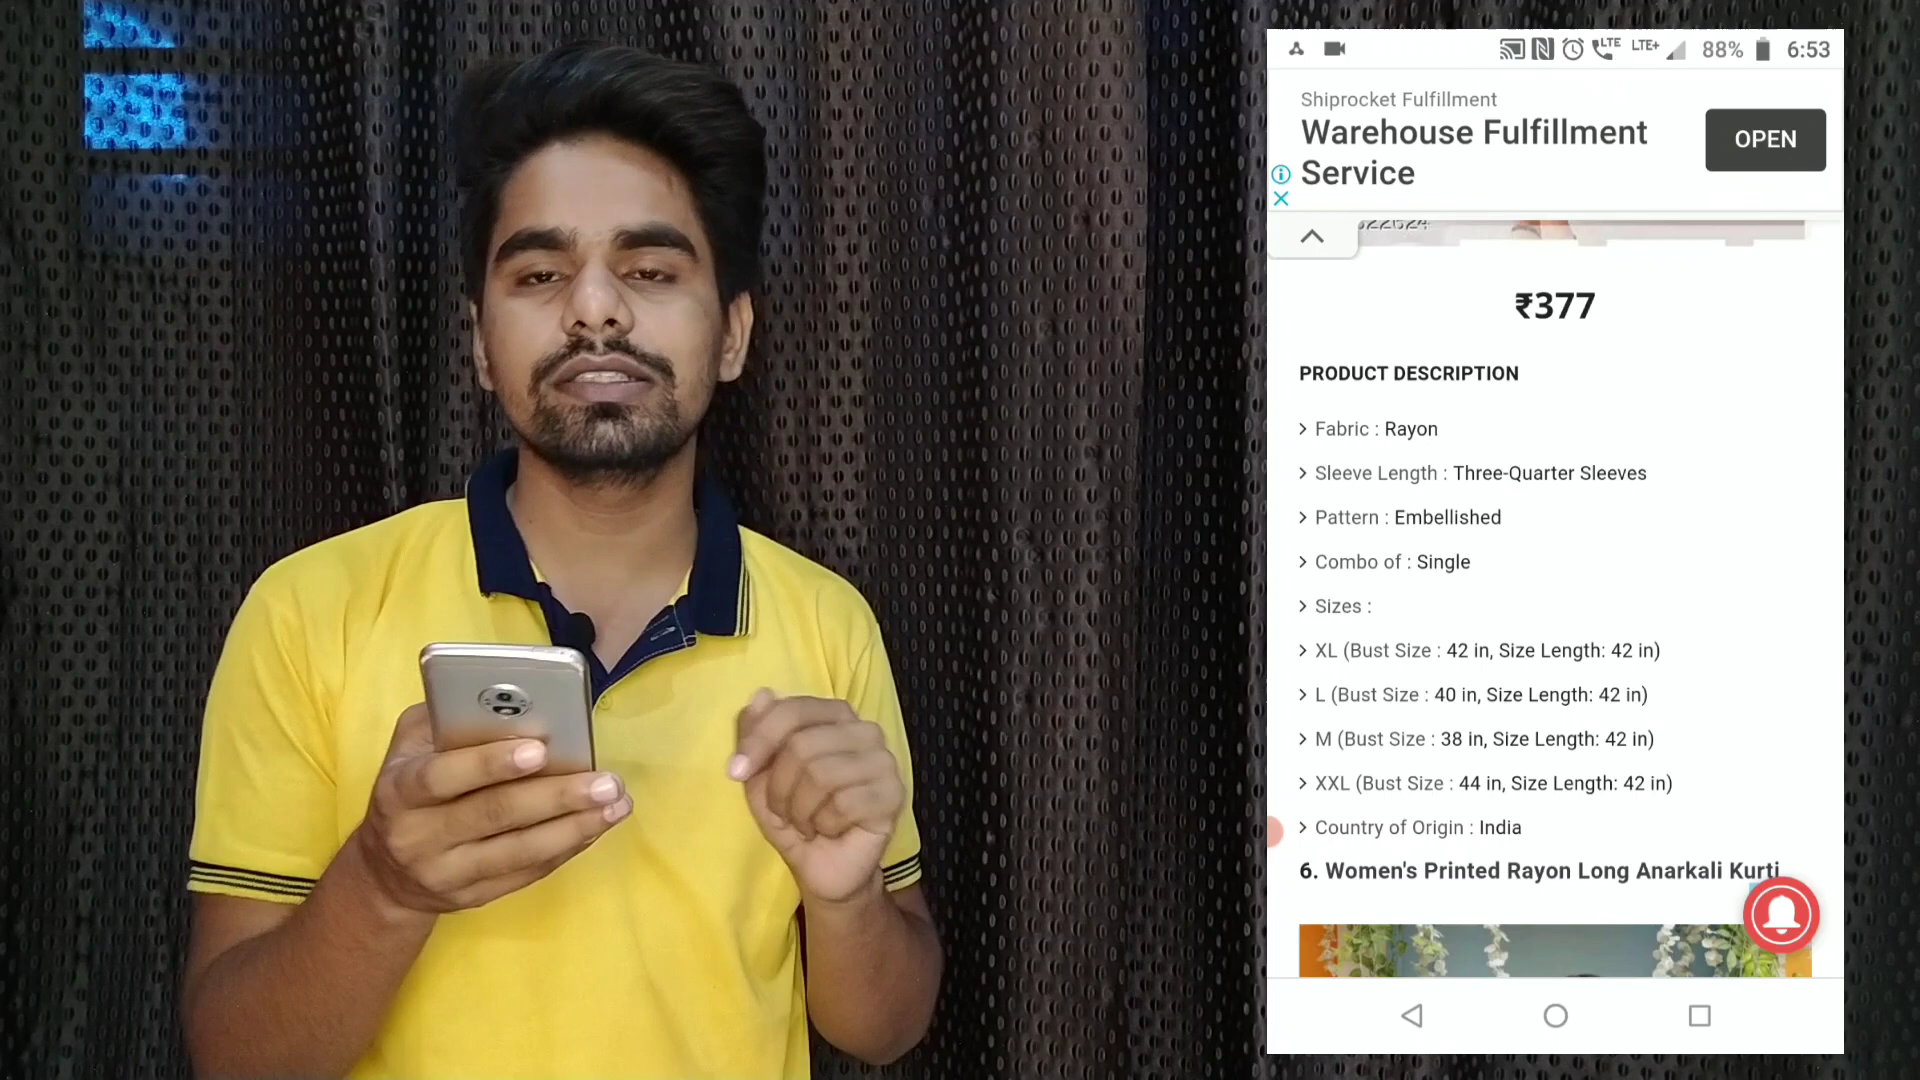 LTE LTE+ 88% 6:53
Shiprocket Fulfillment
Warehouse Fulfillment
Service
OPEN
₹377
PRODUCT DESCRIPTION
Fabric : Rayon
Sleeve Length : Three-Quarter Sleeves
Pattern : Embellished
Combo of : Single
Sizes :
XL (Bust Size : 42 in, Size Length: 42 in)
L (Bust Size : 40 in, Size Length: 42 in)
M (Bust Size : 38 in, Size Length: 42 in)
XXL (Bust Size : 44 in, Size Length: 42 in)
Country of Origin : India
6. Women's Printed Rayon Long Anarkali Kurti